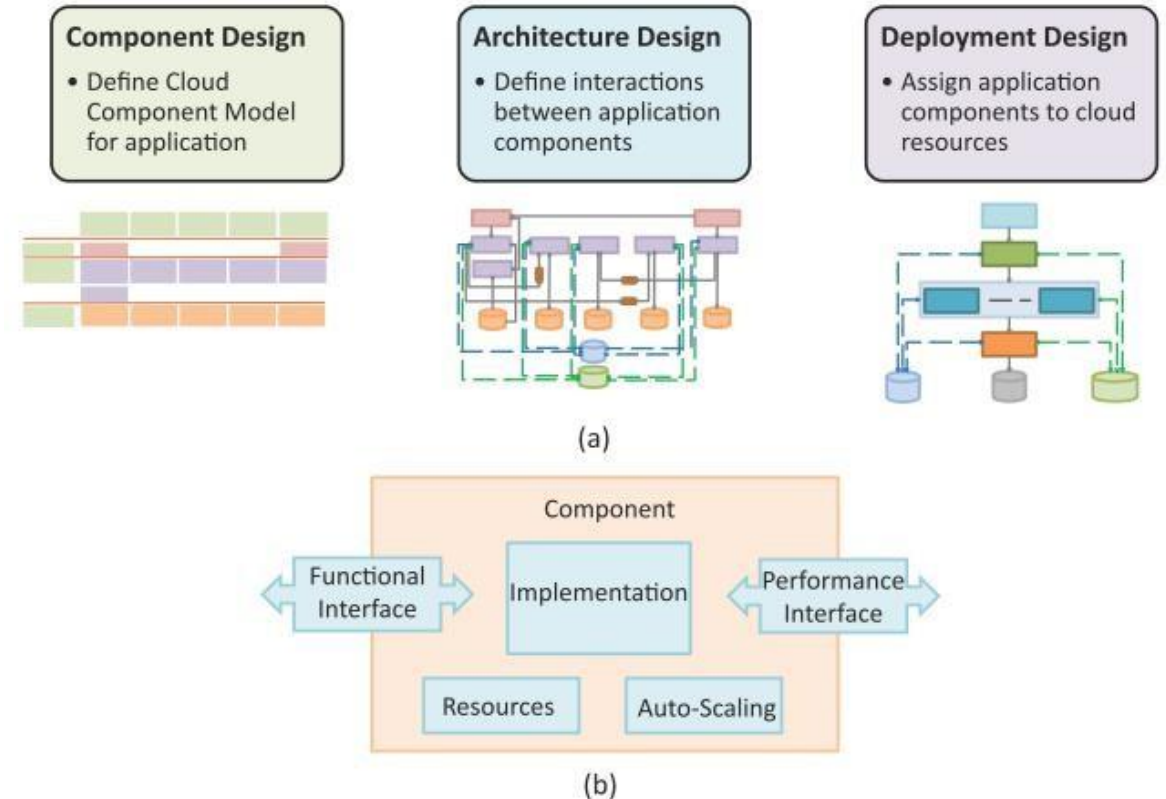 Component Design
• Define Cloud
Component Model
for application
Architecture Design
• Define interactions
between application
components
Deployment Design
• Assign application
components to cloud
resources
(a)
Component
Functional
Interface
Implementation
Performance
Interface
Resources
Auto-Scaling
(b)